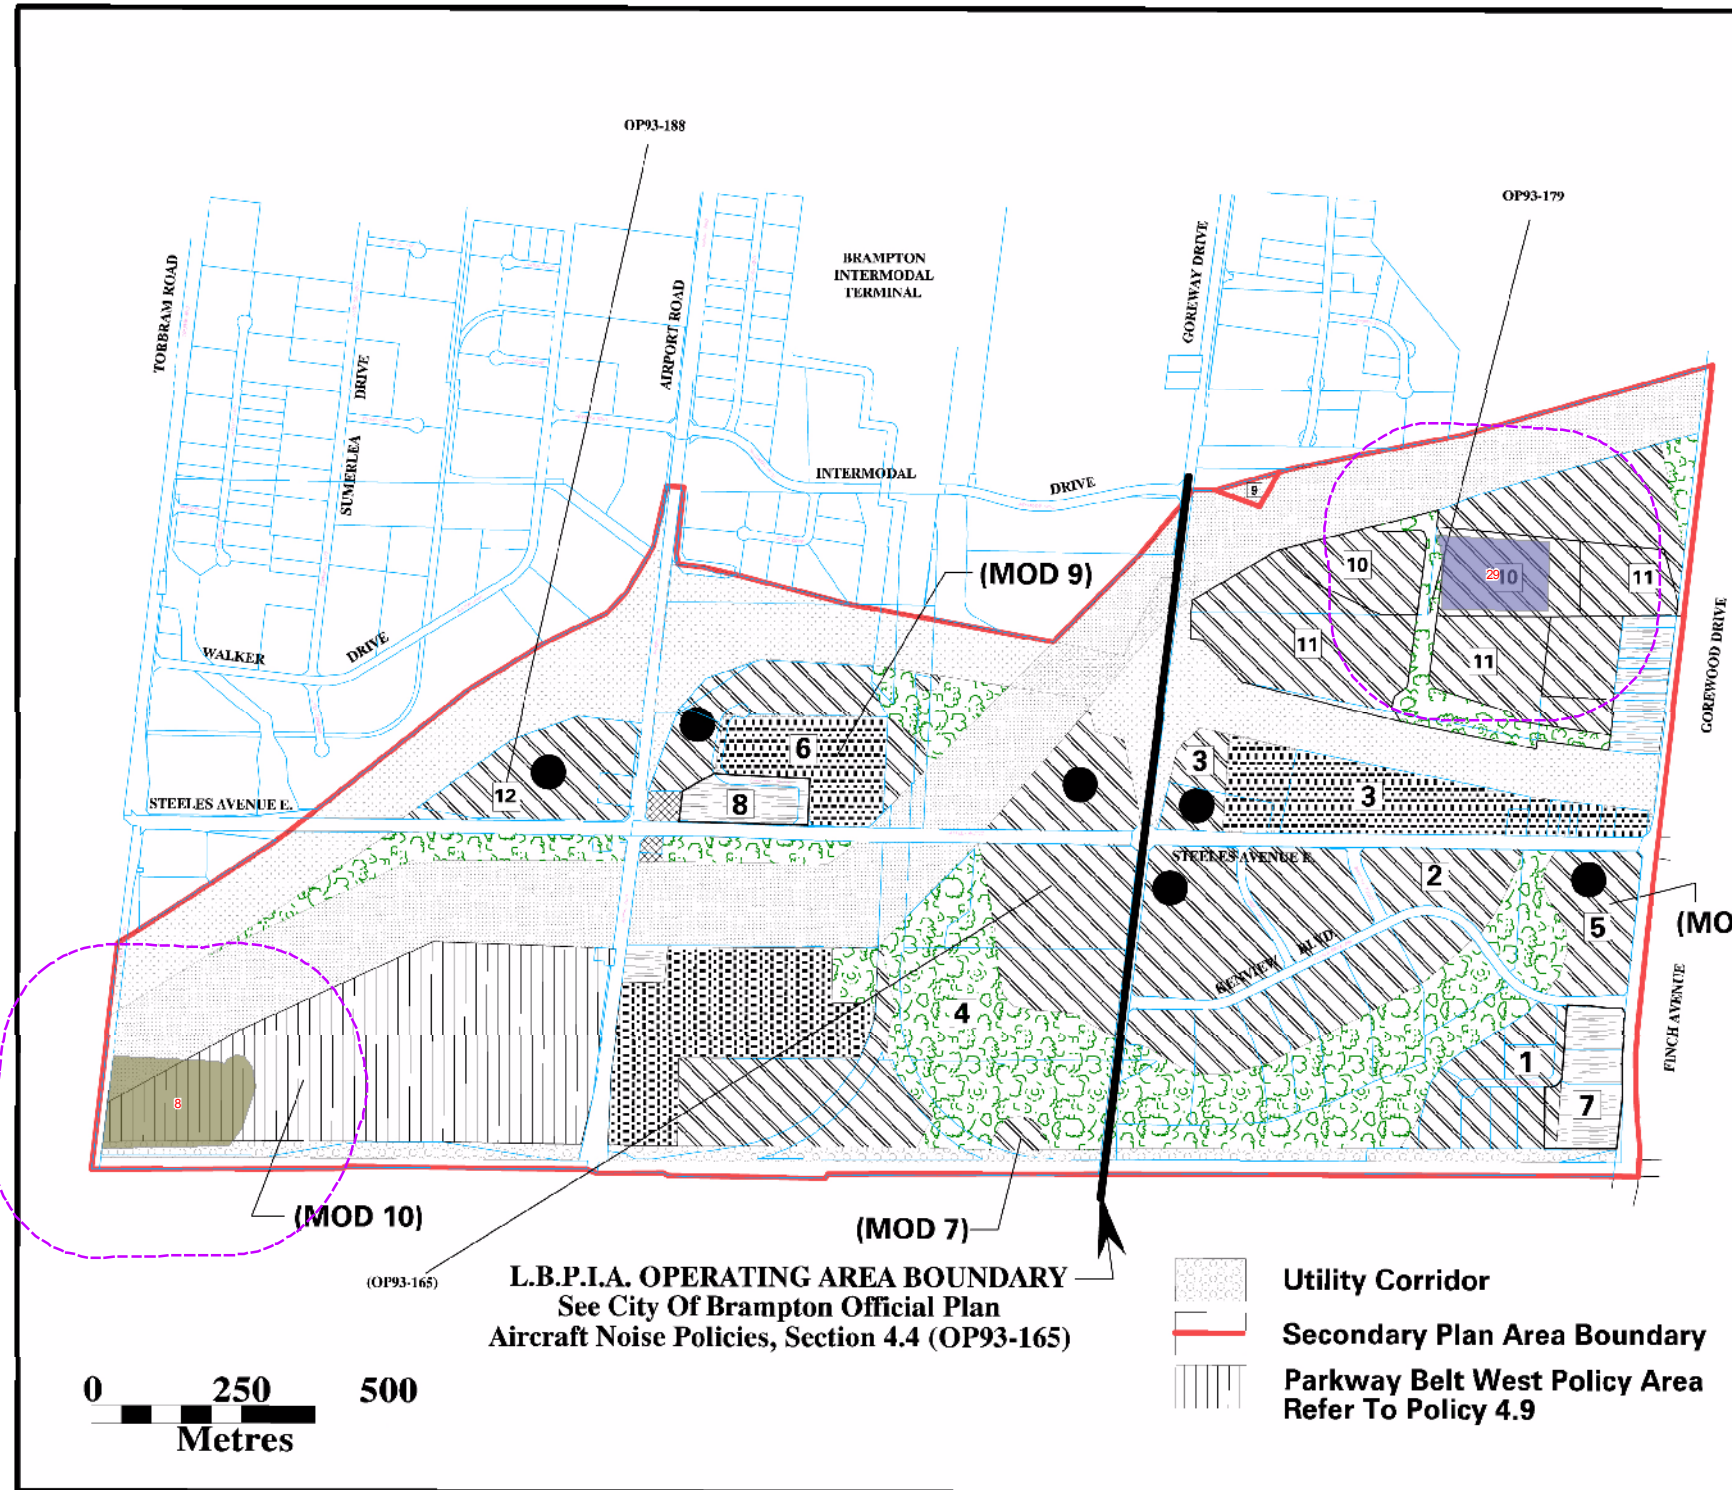 OP93-188
OP93-179
BRAMPTON
INTERMODAL
TERMINAL
TORBRAM ROAD
SUMERLEA
DRIVE
AIRPORT ROAD
GOREWAY DRIVE
INTERMODAL
DRIVE
9
(MOD 9)
10
29
10
11
11
11
WALKER
DRIVE
GOREWOOD DRIVE
6
3
3
12
8
STEELES AVENUE E.
STEELES AVENUE E.
2
5
(MO
KENVIEW
BLVD.
4
FINCH AVENUE
1
7
8
(MOD 10)
(MOD 7)
(OP93-165)
L.B.P.I.A. OPERATING AREA BOUNDARY
See City Of Brampton Official Plan
Aircraft Noise Policies, Section 4.4 (OP93-165)
Utility Corridor
Secondary Plan Area Boundary
Parkway Belt West Policy Area
Refer To Policy 4.9
0 250 500
Metres